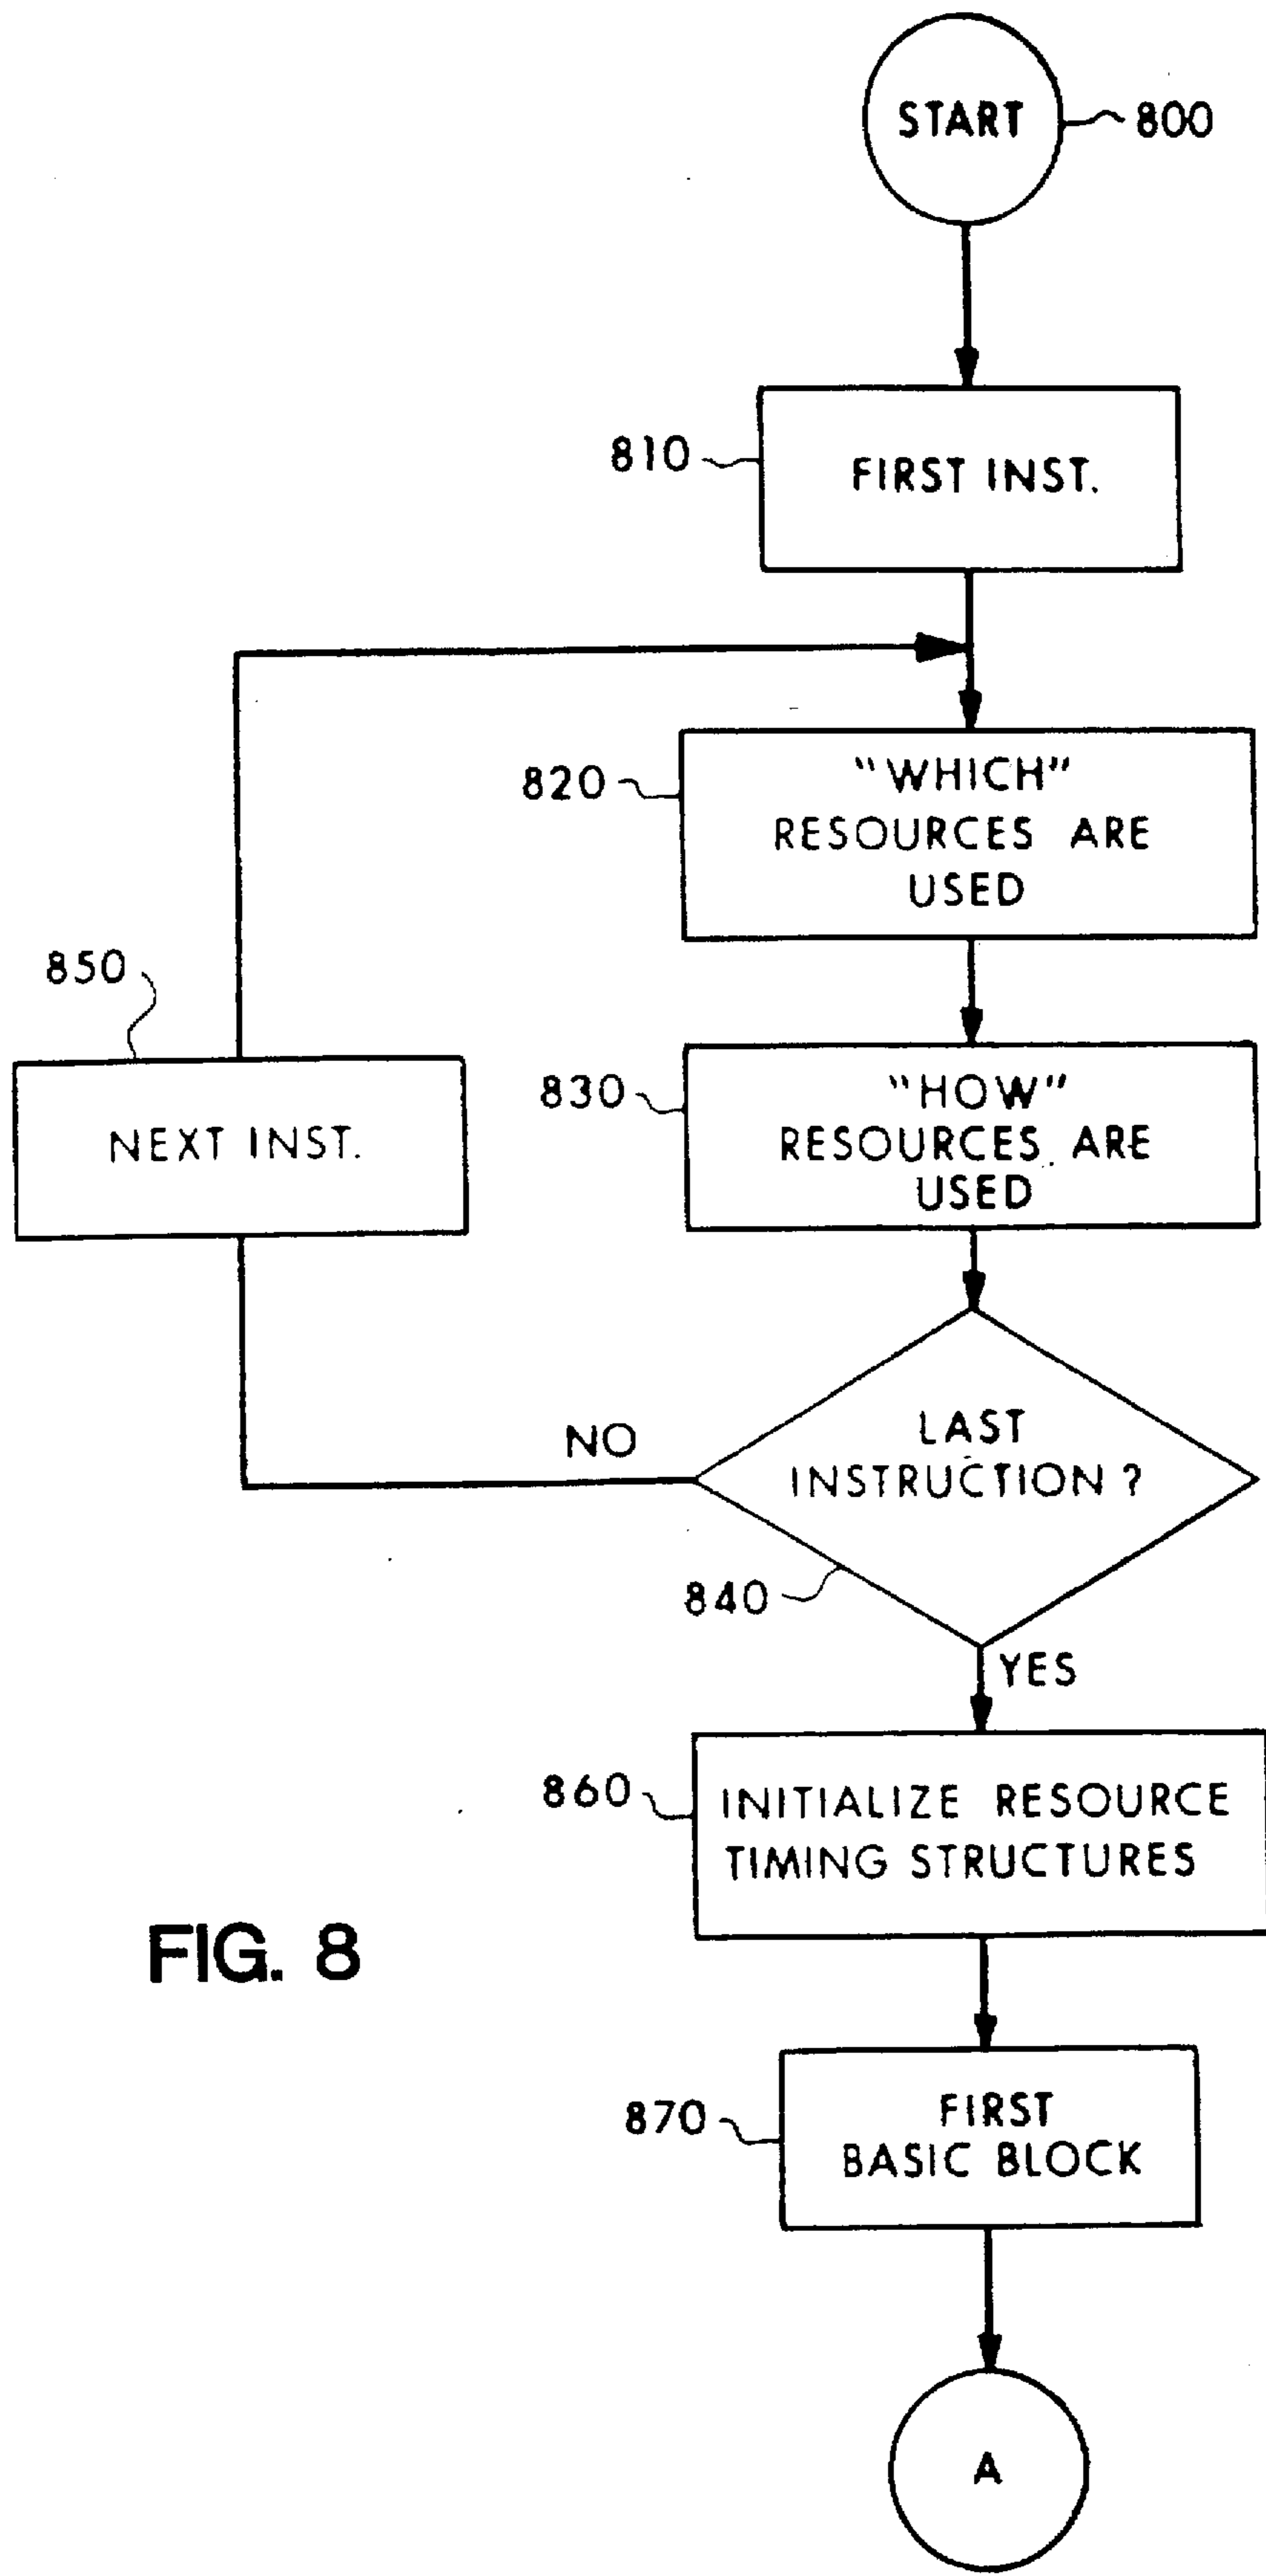 START
800
810
FIRST INST.
820
"WHICH"
RESOURCES ARE
USED
850
NEXT INST.
830
"HOW"
RESOURCES ARE
USED
NO
LAST
INSTRUCTION ?
840
YES
860
INITIALIZE RESOURCE
TIMING STRUCTURES
FIG. 8
870
FIRST
BASIC BLOCK
A